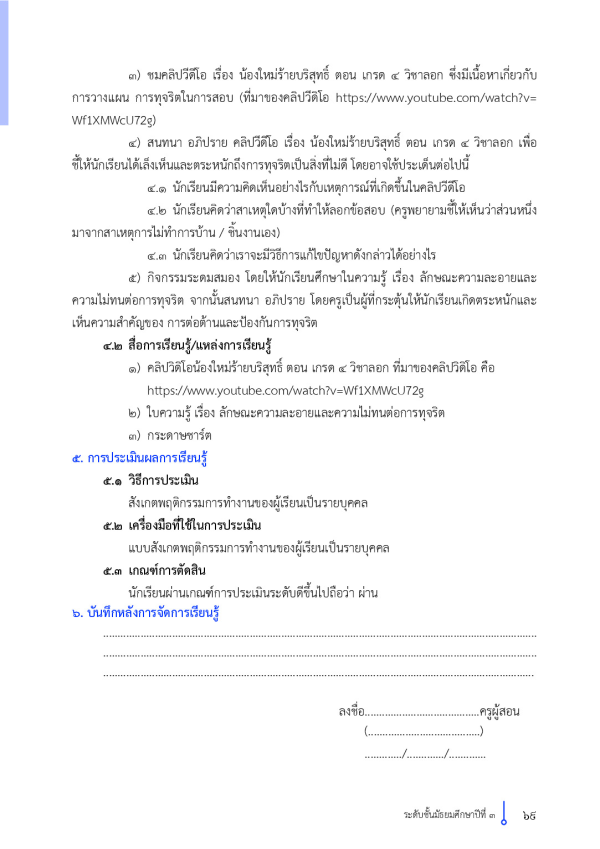 ๓) ชมคลิปวีดีโอ เรื่อง น้องใหม่ร้ายบริสุทธิ์ ตอน เกรด ๔ วิชาลอก ซึ่งมีเนื้อหาเกี่ยวกับ
การวางแผน การทุจริตในการสอบ (ที่มาของคลิปวีดีโอ https://www.youtube.com/watch?v=
Wf1XMWcU72g)
๔) สนทนา อภิปราย คลิปวีดีโอ เรื่อง น้องใหม่ร้ายบริสุทธิ์ ตอน เกรด ๔ วิชาลอก เพื่อ
ชี้ให้นักเรียนได้เล็งเห็นและตระหนักถึงการทุจริตเป็นสิ่งที่ไม่ดี โดยอาจใช้ประเด็นต่อไปนี้
๔.๑ นักเรียนมีความคิดเห็นอย่างไรกับเหตุการณ์ที่เกิดขึ้นในคลิปวีดีโอ
๔.๒ นักเรียนคิดว่าสาเหตุใดบ้างที่ทำให้ลอกข้อสอบ (ครูพยายามชี้ให้เห็นว่าส่วนหนึ่ง
มาจากสาเหตุการไม่ทำการบ้าน / ชิ้นงานเอง)
๔.๓ นักเรียนคิดว่าเราจะมีวิธีการแก้ไขปัญหาดังกล่าวได้อย่างไร
๕) กิจกรรมระดมสมอง โดยให้นักเรียนศึกษาในความรู้ เรื่อง ลักษณะความละอายและ
ความไม่ทนต่อการทุจริต จากนั้นสนทนา อภิปราย โดยครูเป็นผู้ที่กระตุ้นให้นักเรียนเกิดตระหนักและ
เห็นความสำคัญของ การต่อต้านและป้องกันการทุจริต
๔.๒ สื่อการเรียนรู้/แหล่งการเรียนรู้
๑) คลิปวิดิโอน้องใหม่ร้ายบริสุทธิ์ ตอน เกรด ๔ วิชาลอก ที่มาของคลิปวิดิโอ คือ
https://www.youtube.com/watch?v=Wf1XMWcU72g
๒) ใบความรู้ เรื่อง ลักษณะความละอายและความไม่ทนต่อการทุจริต
๓) กระดาษชาร์ต
๕. การประเมินผลการเรียนรู้
๕.๑ วิธีการประเมิน
สังเกตพฤติกรรมการทำงานของผู้เรียนเป็นรายบุคคล
๕.๒ เครื่องมือที่ใช้ในการประเมิน
แบบสังเกตพฤติกรรมการทำงานของผู้เรียนเป็นรายบุคคล
๕.๓ เกณฑ์การตัดสิน
นักเรียนผ่านเกณฑ์การประเมินระดับดีขึ้นไปถือว่า ผ่าน
๖. บันทึกหลังการจัดการเรียนรู้
................................................................................
................................................................................
................................................................................
ลงชื่อ........................................ครูผู้สอน
(.......................................)
............./............./.............
ระดับชั้นมัธยมศึกษาปีที่ ๓ ๖๕